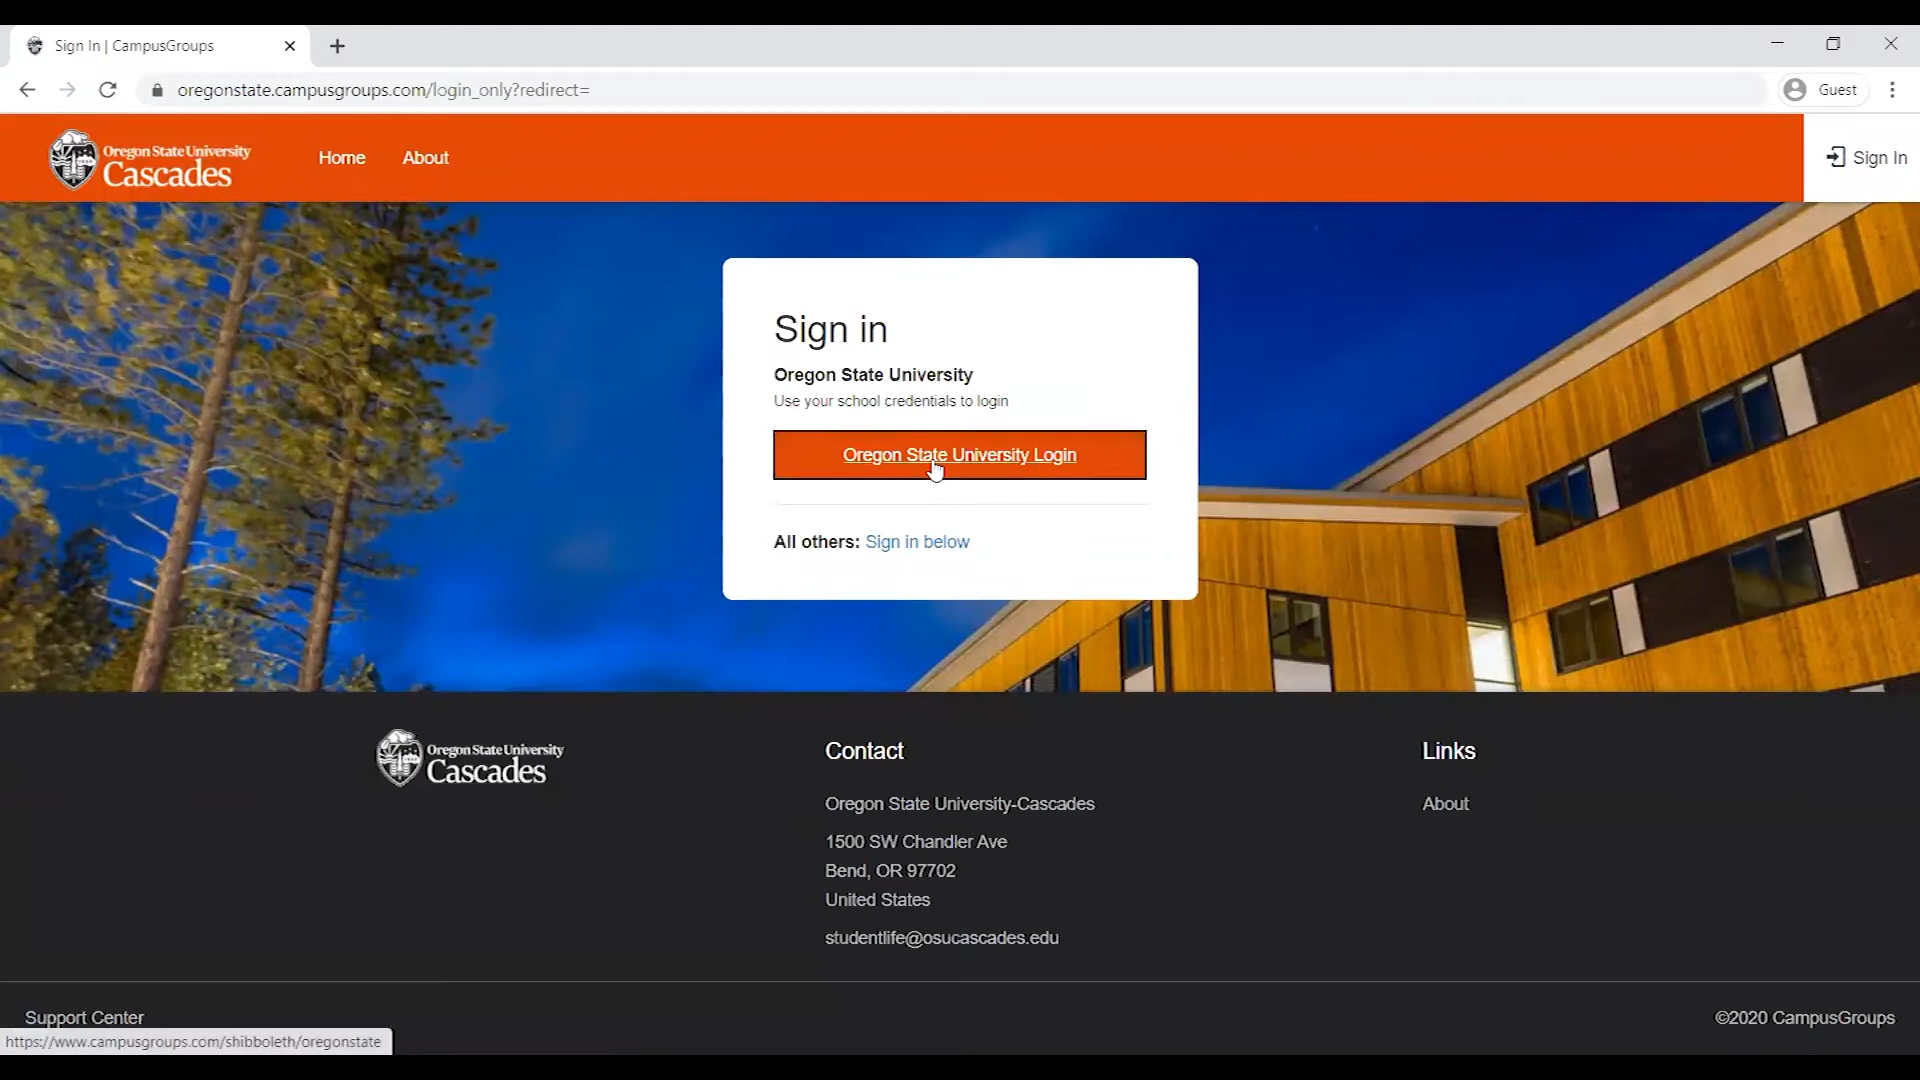 Sign In | CampusGroups
oregonstate.campusgroups.com/login_only?redirect=
Guest
Oregon State University
Cascades
Home
About
Sign In
Sign in
Oregon State University
Use your school credentials to login
Oregon State University Login
All others: Sign in below
Oregon State University
Cascades
Contact
Oregon State University-Cascades
1500 SW Chandler Ave
Bend, OR 97702
United States
studentlife@osucascades.edu
Links
About
Support Center
©2020 CampusGroups
https://www.campusgroups.com/shibboleth/oregonstate